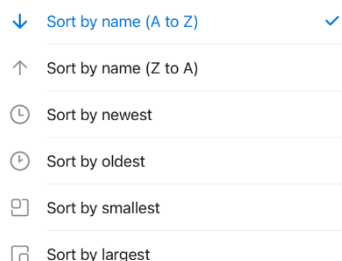 Sort by name (A to Z)
Sort by name (Z to A)
Sort by newest
Sort by oldest
Sort by smallest
Sort by largest